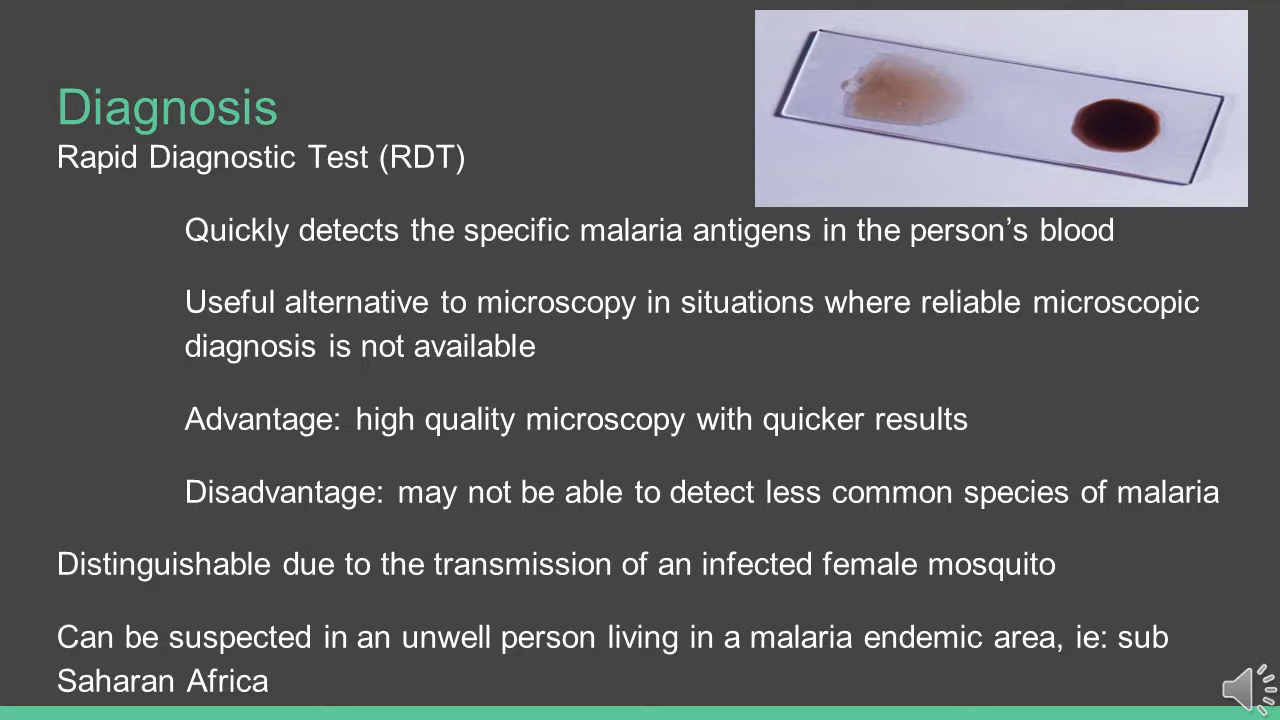 Diagnosis
Rapid Diagnostic Test (RDT)
Quickly detects the specific malaria antigens in the person’s blood
Useful alternative to microscopy in situations where reliable microscopic
diagnosis is not available
Advantage: high quality microscopy with quicker results
Disadvantage: may not be able to detect less common species of malaria
Distinguishable due to the transmission of an infected female mosquito
Can be suspected in an unwell person living in a malaria endemic area, ie: sub
Saharan Africa